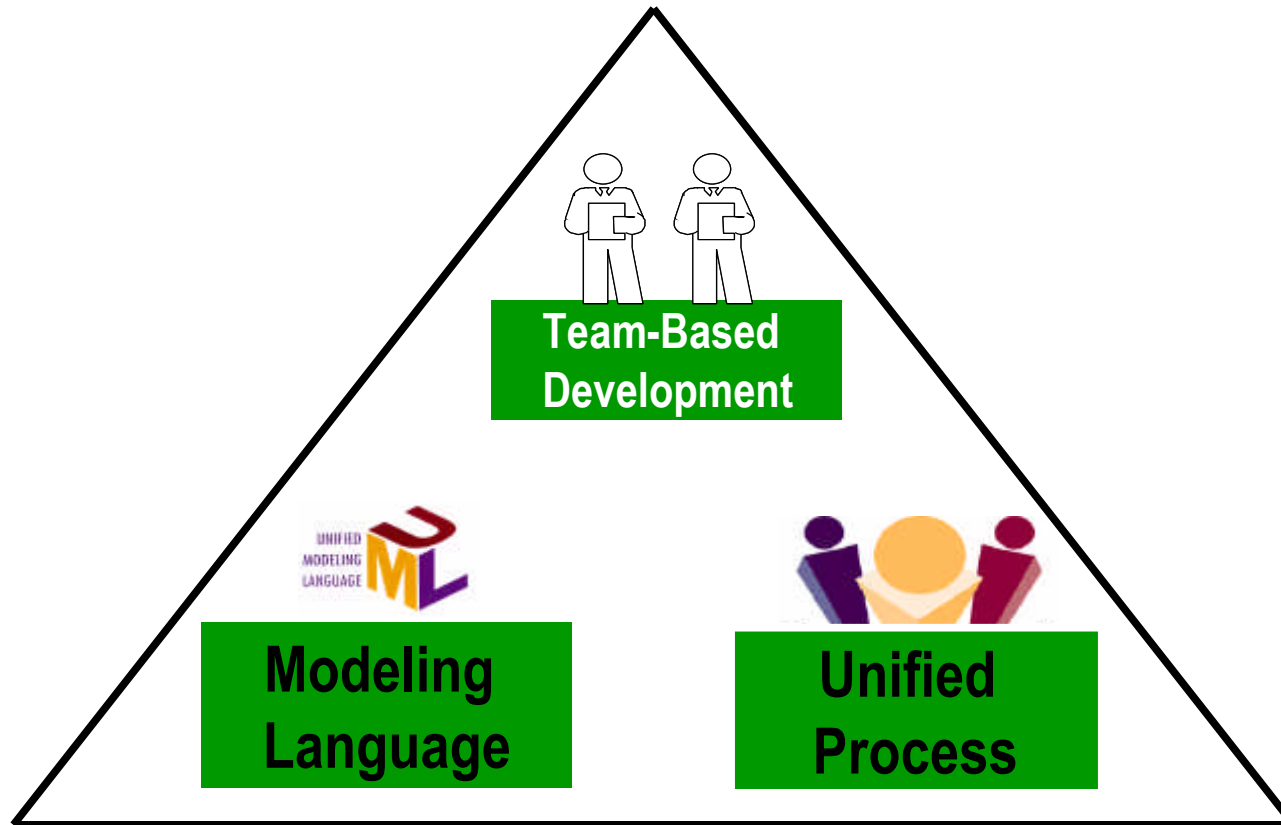 Team-Based
Development
UNIFIED
MODELING
LANGUAGE
UML
Modeling
Language
Unified
Process